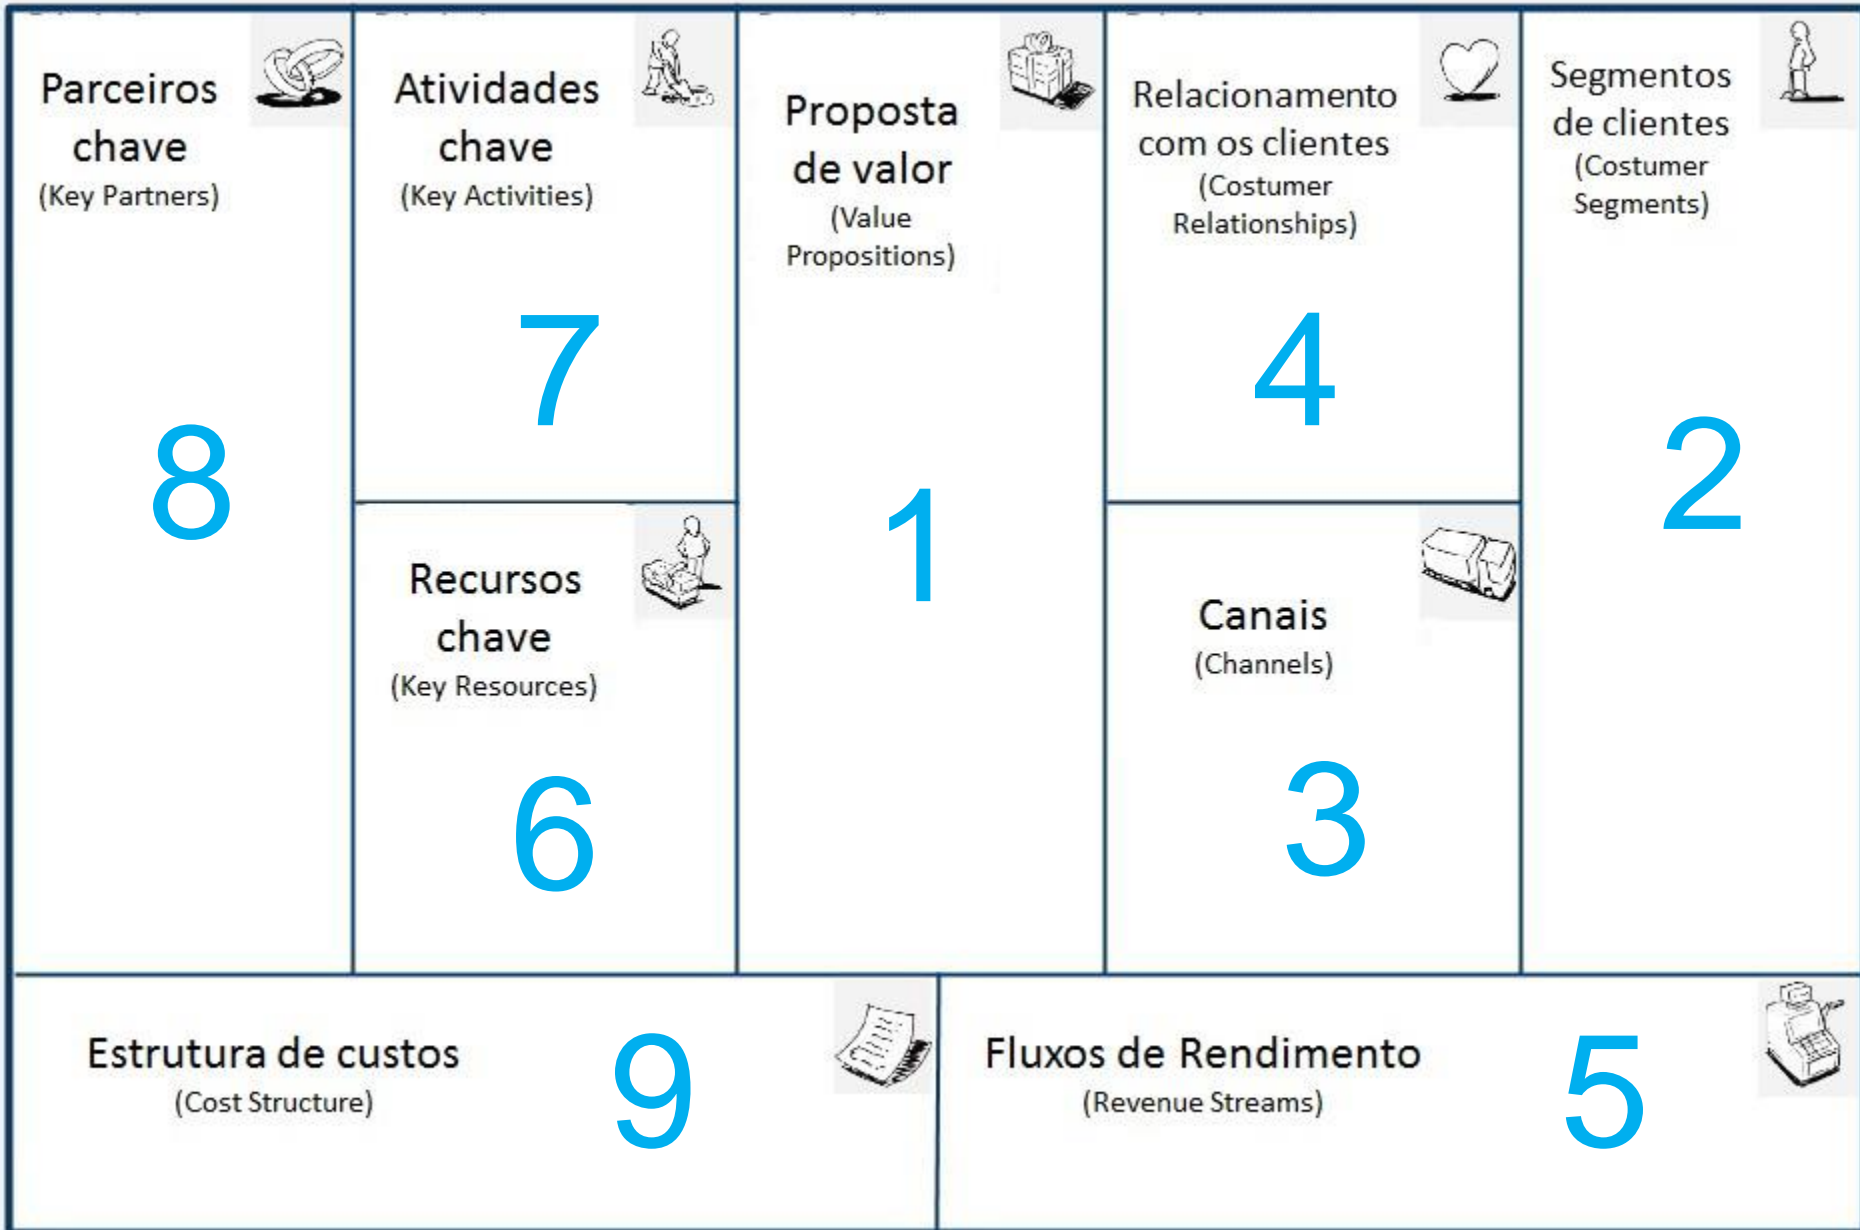 Parceiros
chave
(Key Partners)
8
Atividades
chave
(Key Activities)
7
Recursos
chave
(Key Resources)
6
Proposta
de valor
(Value
Propositions)
1
Relacionamento
com os clientes
(Costumer
Relationships)
4
Canais
(Channels)
3
Segmentos
de clientes
(Costumer
Segments)
2
Estrutura de custos
(Cost Structure)
9
Fluxos de Rendimento
(Revenue Streams)
5